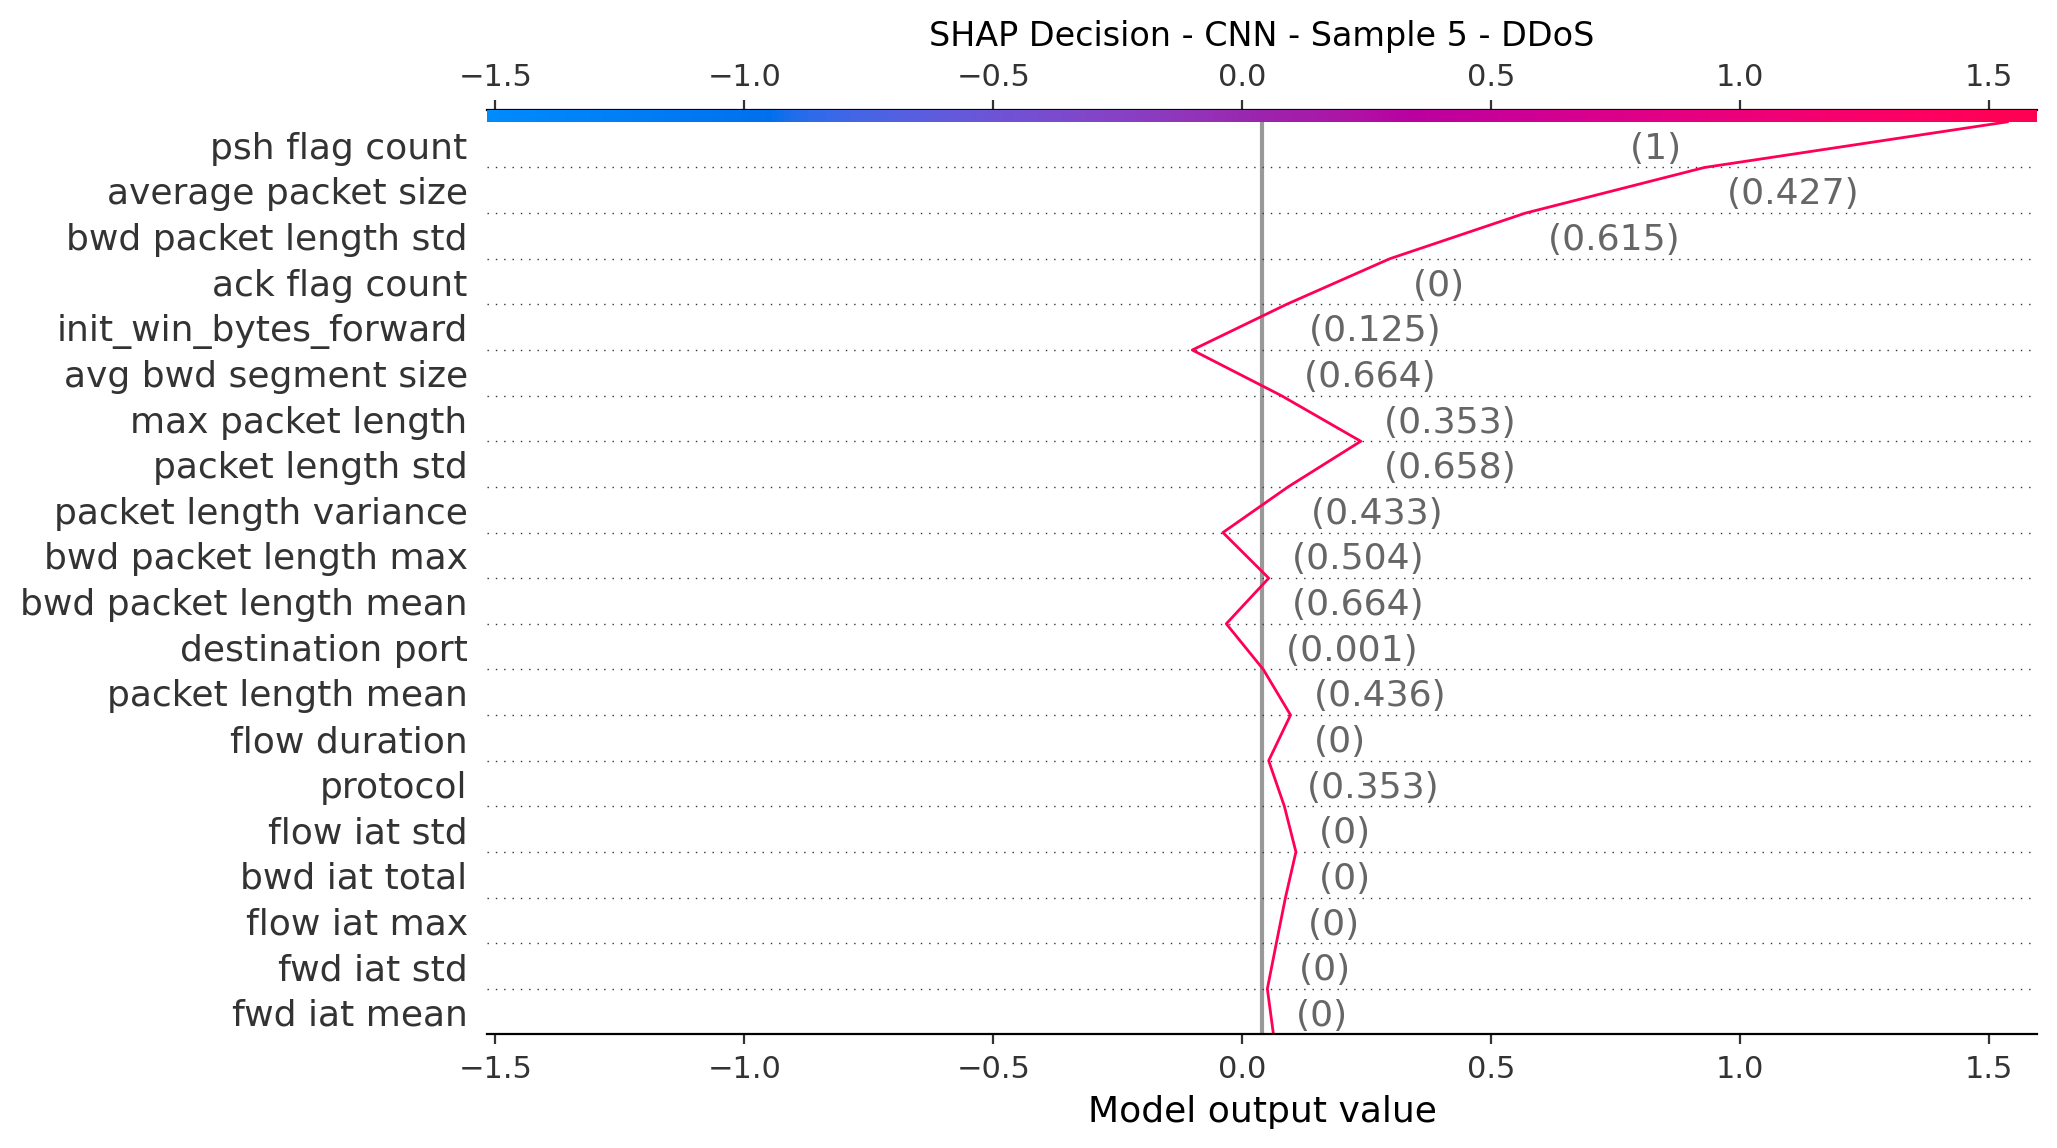 SHAP Decision - CNN - Sample 5 - DDoS
−1.5 −1.0 −0.5 0.0 0.5 1.0 1.5
psh flag count (1)
average packet size (0.427)
bwd packet length std (0.615)
ack flag count (0)
init_win_bytes_forward (0.125)
avg bwd segment size (0.664)
max packet length (0.353)
packet length std (0.658)
packet length variance (0.433)
bwd packet length max (0.504)
bwd packet length mean (0.664)
destination port (0.001)
packet length mean (0.436)
flow duration (0)
protocol (0.353)
flow iat std (0)
bwd iat total (0)
flow iat max (0)
fwd iat std (0)
fwd iat mean (0)
−1.5 −1.0 −0.5 0.0 0.5 1.0 1.5
Model output value